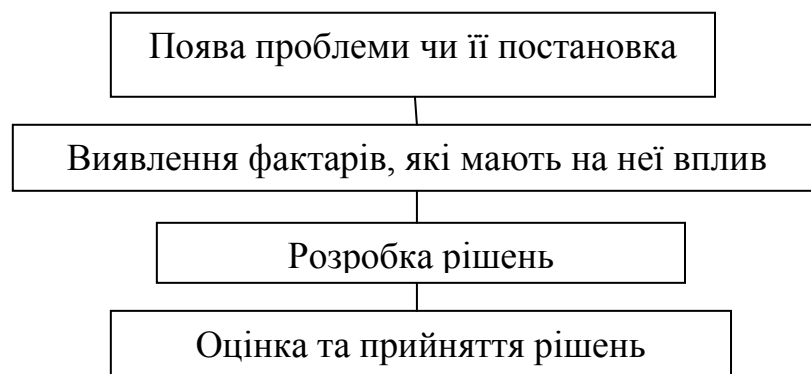 Поява проблеми чи її постановка
Виявлення фактарів, які мають на неї вплив
Розробка рішень
Оцінка та прийняття рішень